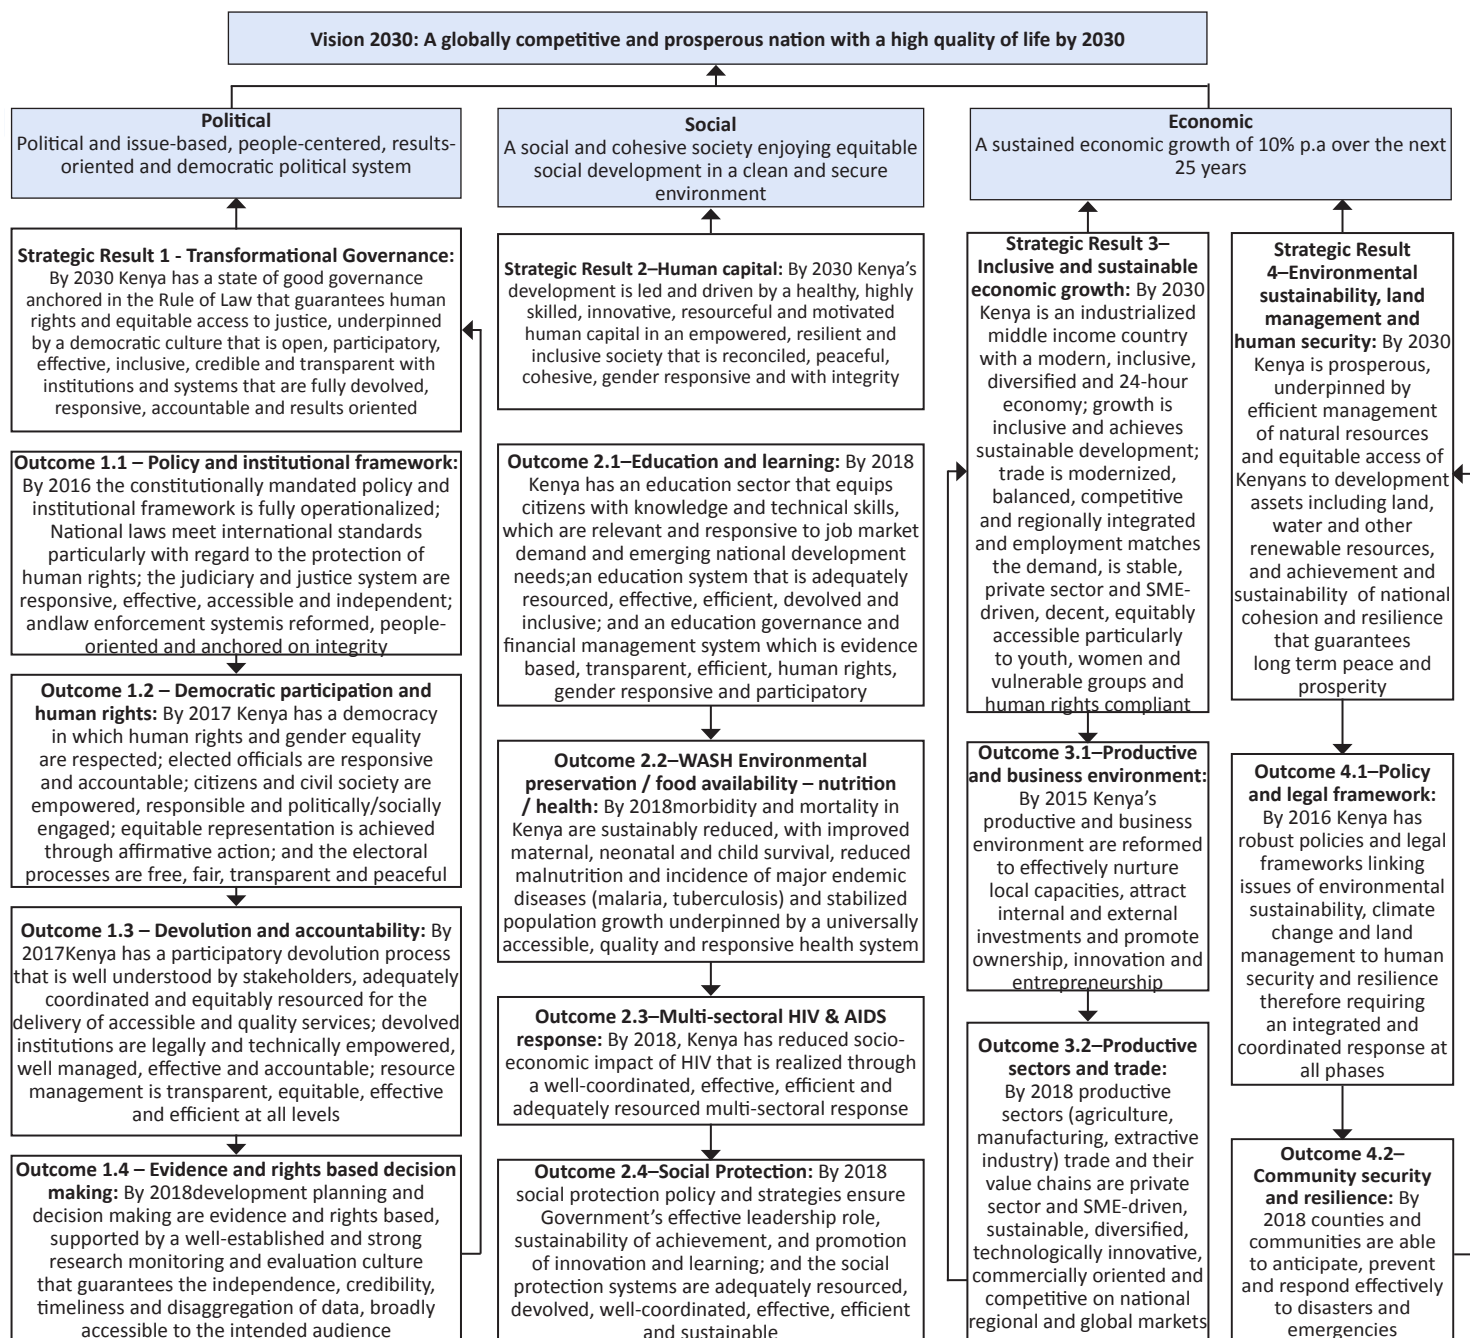 Vision 2030: A globally competitive and prosperous nation with a high quality of life by 2030
Political
Political and issue-based, people-centered, results-
oriented and democratic political system
Social
A social and cohesive society enjoying equitable
social development in a clean and secure
environment
Economic
A sustained economic growth of 10% p.a over the next
25 years
Strategic Result 1 - Transformational Governance:
By 2030 Kenya has a state of good governance
anchored in the Rule of Law that guarantees human
rights and equitable access to justice, underpinned
by a democratic culture that is open, participatory,
effective, inclusive, credible and transparent with
institutions and systems that are fully devolved,
responsive, accountable and results oriented
Outcome 1.1 – Policy and institutional framework:
By 2016 the constitutionally mandated policy and
institutional framework is fully operationalized;
National laws meet international standards
particularly with regard to the protection of
human rights; the judiciary and justice system are
responsive, effective, accessible and independent;
andlaw enforcement systemis reformed, people-
oriented and anchored on integrity
Outcome 1.2 – Democratic participation and
human rights: By 2017 Kenya has a democracy
in which human rights and gender equality
are respected; elected officials are responsive
and accountable; citizens and civil society are
empowered, responsible and politically/socially
engaged; equitable representation is achieved
through affirmative action; and the electoral
processes are free, fair, transparent and peaceful
Outcome 1.3 – Devolution and accountability: By
2017Kenya has a participatory devolution process
that is well understood by stakeholders, adequately
coordinated and equitably resourced for the
delivery of accessible and quality services; devolved
institutions are legally and technically empowered,
well managed, effective and accountable; resource
management is transparent, equitable, effective
and efficient at all levels
Outcome 1.4 – Evidence and rights based decision
making: By 2018development planning and
decision making are evidence and rights based,
supported by a well-established and strong
research monitoring and evaluation culture
that guarantees the independence, credibility,
timeliness and disaggregation of data, broadly
accessible to the intended audience
Strategic Result 2–Human capital: By 2030 Kenya's
development is led and driven by a healthy, highly
skilled, innovative, resourceful and motivated
human capital in an empowered, resilient and
inclusive society that is reconciled, peaceful,
cohesive, gender responsive and with integrity
Outcome 2.1–Education and learning: By 2018
Kenya has an education sector that equips
citizens with knowledge and technical skills,
which are relevant and responsive to job market
demand and emerging national development
needs;an education system that is adequately
resourced, effective, efficient, devolved and
inclusive; and an education governance and
financial management system which is evidence
based, transparent, efficient, human rights,
gender responsive and participatory
Outcome 2.2–WASH Environmental
preservation / food availability – nutrition
/ health: By 2018morbidity and mortality in
Kenya are sustainably reduced, with improved
maternal, neonatal and child survival, reduced
malnutrition and incidence of major endemic
diseases (malaria, tuberculosis) and stabilized
population growth underpinned by a universally
accessible, quality and responsive health system
Outcome 2.3–Multi-sectoral HIV & AIDS
response: By 2018, Kenya has reduced socio-
economic impact of HIV that is realized through
a well-coordinated, effective, efficient and
adequately resourced multi-sectoral response
Outcome 2.4–Social Protection: By 2018
social protection policy and strategies ensure
Government's effective leadership role,
sustainability of achievement, and promotion
of innovation and learning; and the social
protection systems are adequately resourced,
devolved, well-coordinated, effective, efficient
and sustainable
Strategic Result 3–
Inclusive and sustainable
economic growth: By 2030
Kenya is an industrialized
middle income country
with a modern, inclusive,
diversified and 24-hour
economy; growth is
inclusive and achieves
sustainable development;
trade is modernized,
balanced, competitive
and regionally integrated
and employment matches
the demand, is stable,
private sector and SME-
driven, decent, equitably
accessible particularly
to youth, women and
vulnerable groups and
human rights compliant
Outcome 3.1–Productive
and business environment:
By 2015 Kenya's
productive and business
environment are reformed
to effectively nurture
local capacities, attract
internal and external
investments and promote
ownership, innovation and
entrepreneurship
Outcome 3.2–Productive
sectors and trade:
By 2018 productive
sectors (agriculture,
manufacturing, extractive
industry) trade and their
value chains are private
sector and SME-driven,
sustainable, diversified,
technologically innovative,
commercially oriented and
competitive on national
regional and global markets
Strategic Result
4–Environmental
sustainability, land
management and
human security: By 2030
Kenya is prosperous,
underpinned by
efficient management
of natural resources
and equitable access of
Kenyans to development
assets including land,
water and other
renewable resources,
and achievement and
sustainability of national
cohesion and resilience
that guarantees
long term peace and
prosperity
Outcome 4.1–Policy
and legal framework:
By 2016 Kenya has
robust policies and legal
frameworks linking
issues of environmental
sustainability, climate
change and land
management to human
security and resilience
therefore requiring
an integrated and
coordinated response at
all phases
Outcome 4.2–
Community security
and resilience: By
2018 counties and
communities are able
to anticipate, prevent
and respond effectively
to disasters and
emergencies